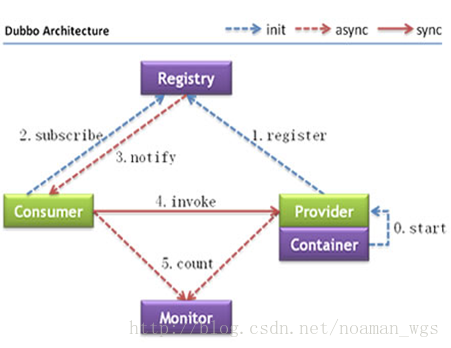 Dubbo Architecture
init
async
sync
Registry
2.subscribe
1.register
3.notify
Consumer
4.invoke
Provider
Container
0.start
5.count
Monitor
http://blog.csdn.net/noaman_wgs